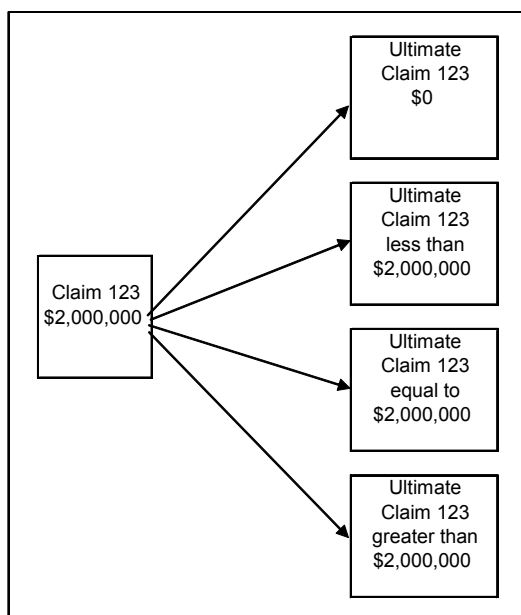 Ultimate
Claim 123
$0
Ultimate
Claim 123
less than
$2,000,000
Claim 123
$2,000,000
Ultimate
Claim 123
equal to
$2,000,000
Ultimate
Claim 123
greater than
$2,000,000